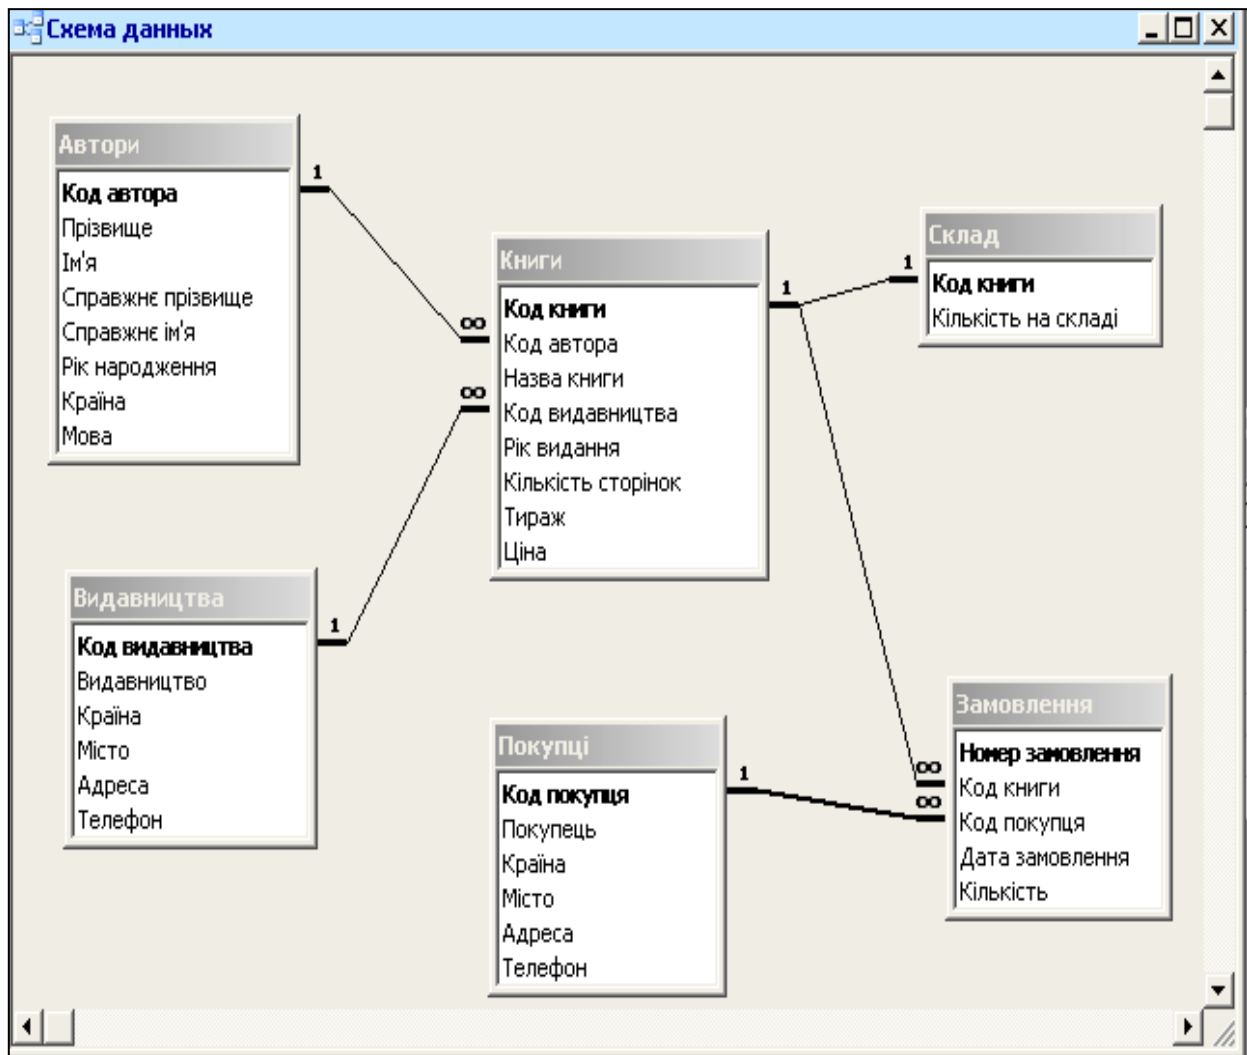 Схема данных
Автори
Код автора
Прізвище
Ім'я
Справжнє прізвище
Справжнє ім'я
Рік народження
Країна
Мова
1
∞
Книги
Код книги
Код автора
Назва книги
Код видавництва
Рік видання
Кількість сторінок
Тираж
Ціна
1
1
Склад
Код книги
Кількість на складі
Видавництва
Код видавництва
Видавництво
Країна
Місто
Адреса
Телефон
1
∞
Покупці
Код покупця
Покупець
Країна
Місто
Адреса
Телефон
1
∞
∞
Замовлення
Номер замовлення
Код книги
Код покупця
Дата замовлення
Кількість